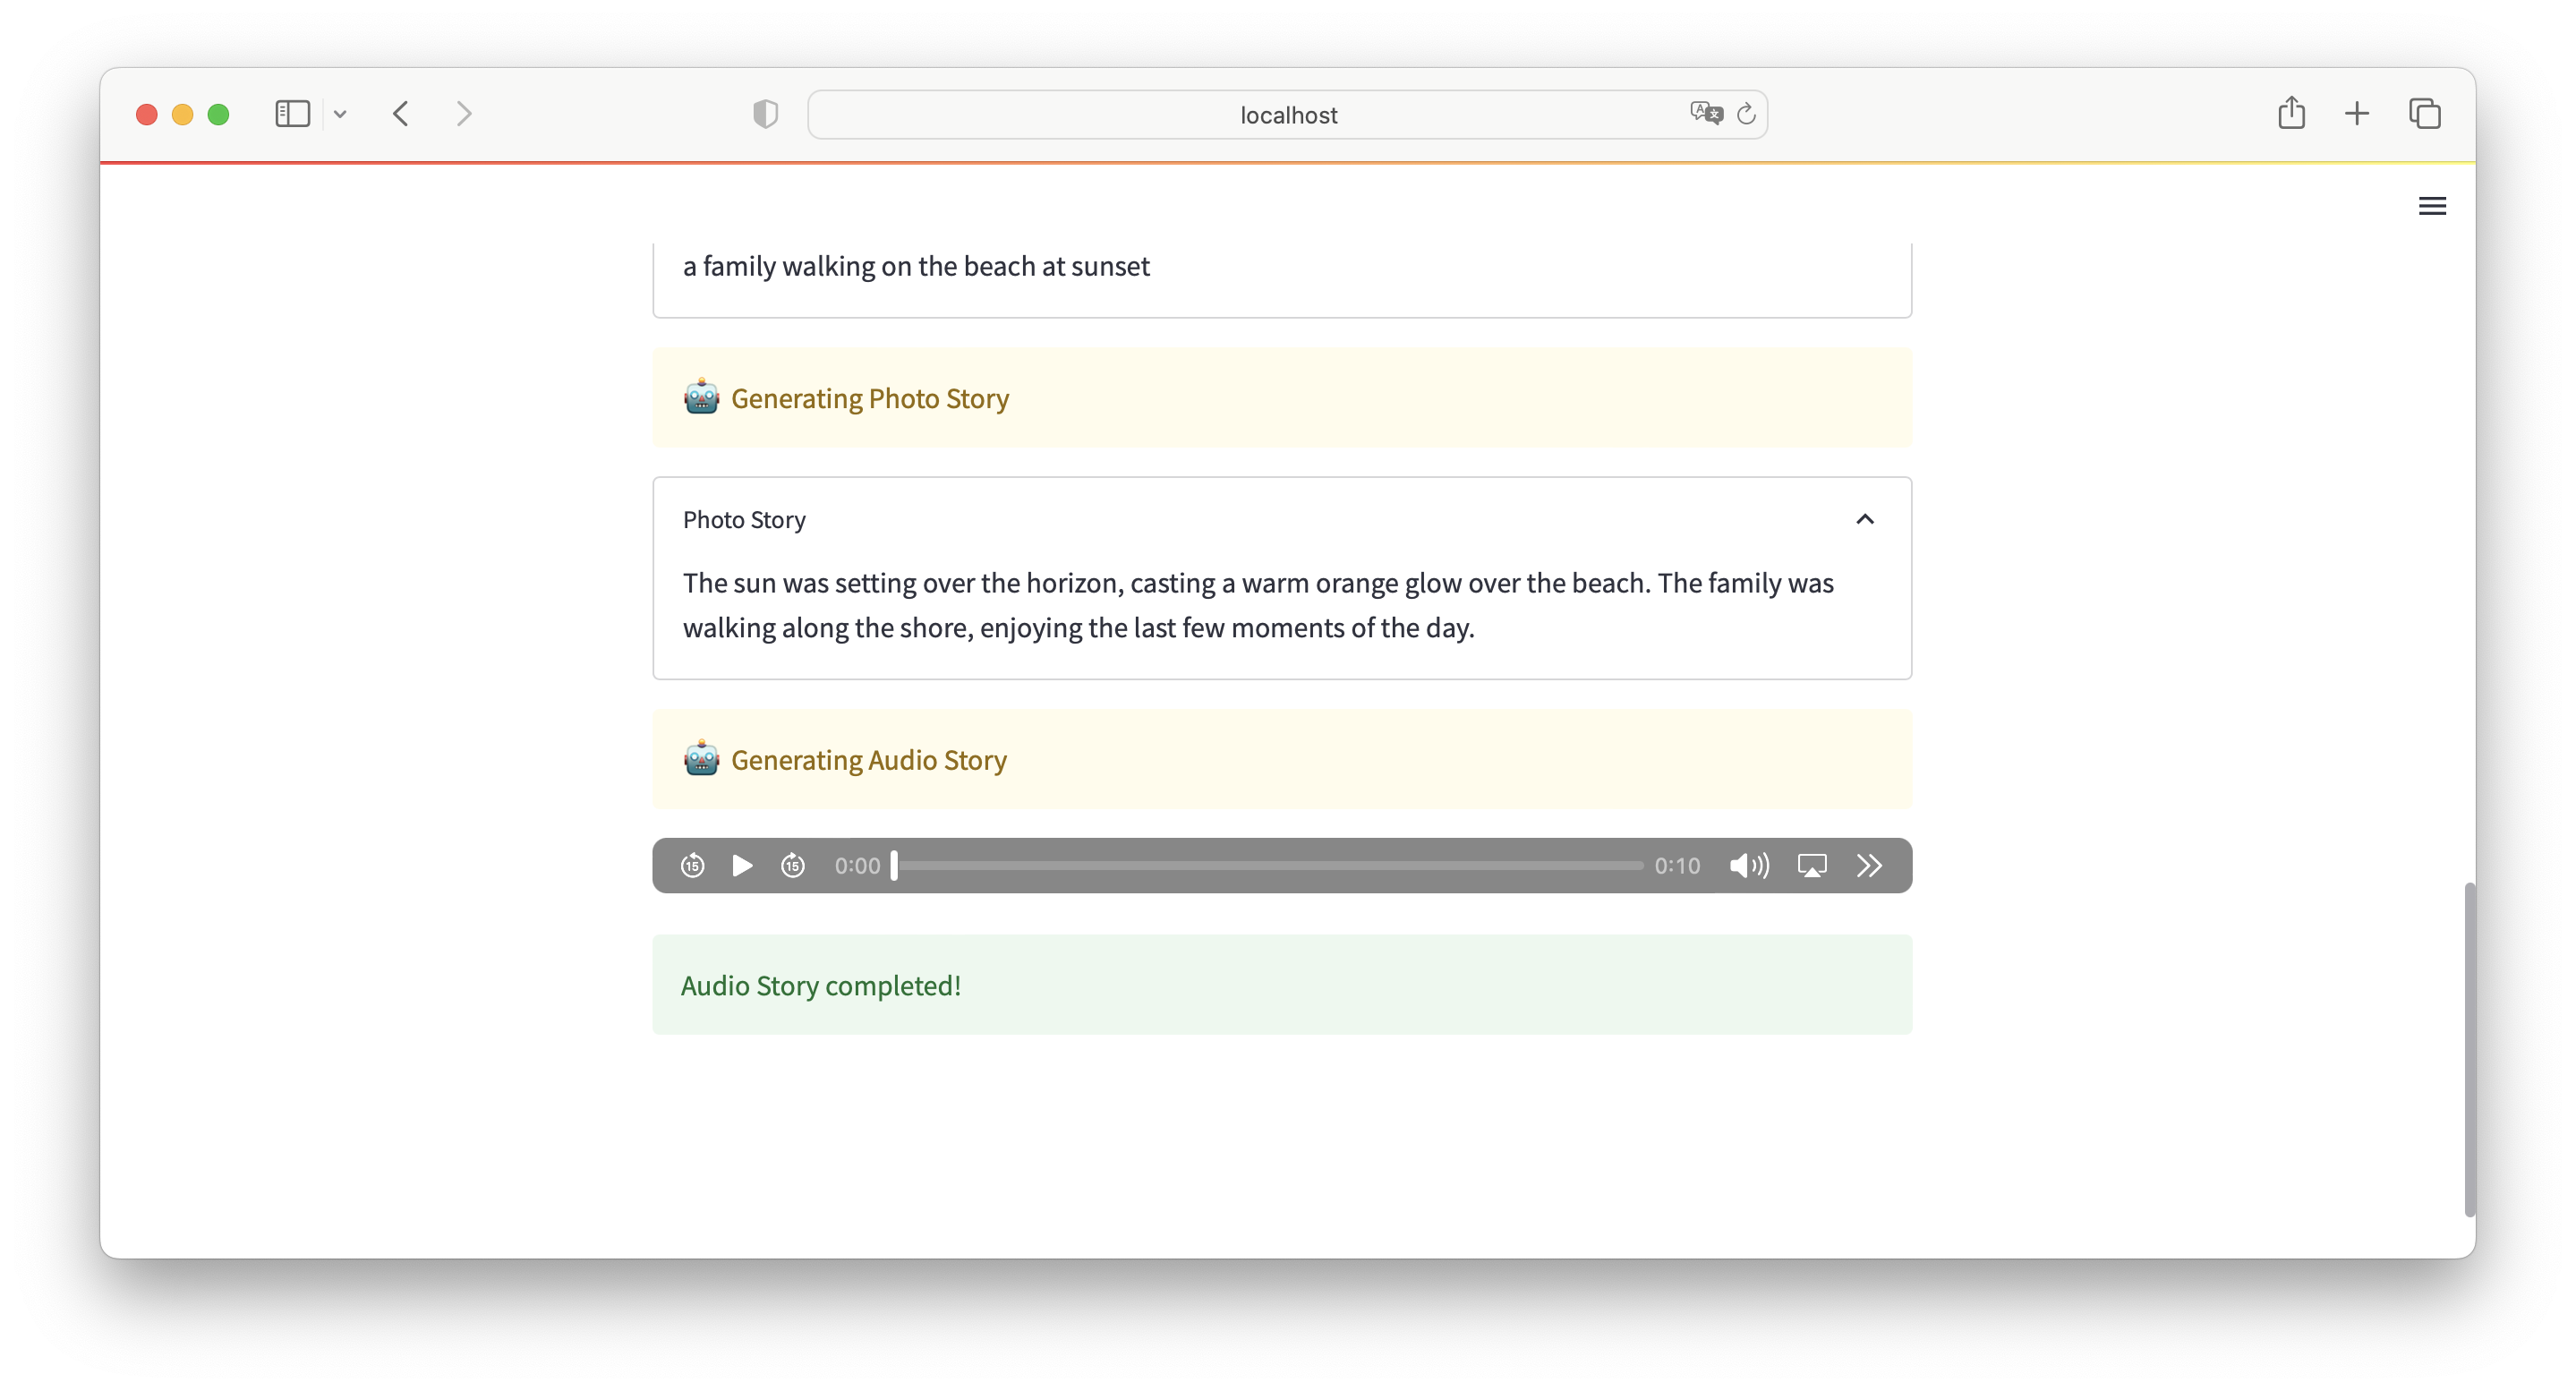 localhost
a family walking on the beach at sunset
🤖 Generating Photo Story
Photo Story
The sun was setting over the horizon, casting a warm orange glow over the beach. The family was
walking along the shore, enjoying the last few moments of the day.
🤖 Generating Audio Story
15 15 0:00 0:10
Audio Story completed!